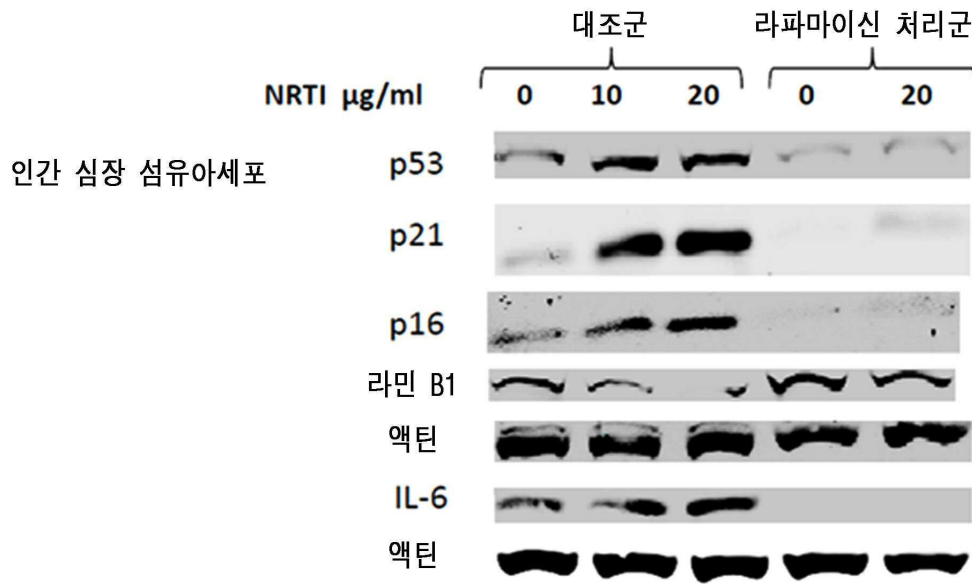 대조군 라파마이신 처리군
NRTI μg/ml 0 10 20 0 20
인간 심장 섬유아세포
p53
p21
p16
라민 B1
액틴
IL-6
액틴